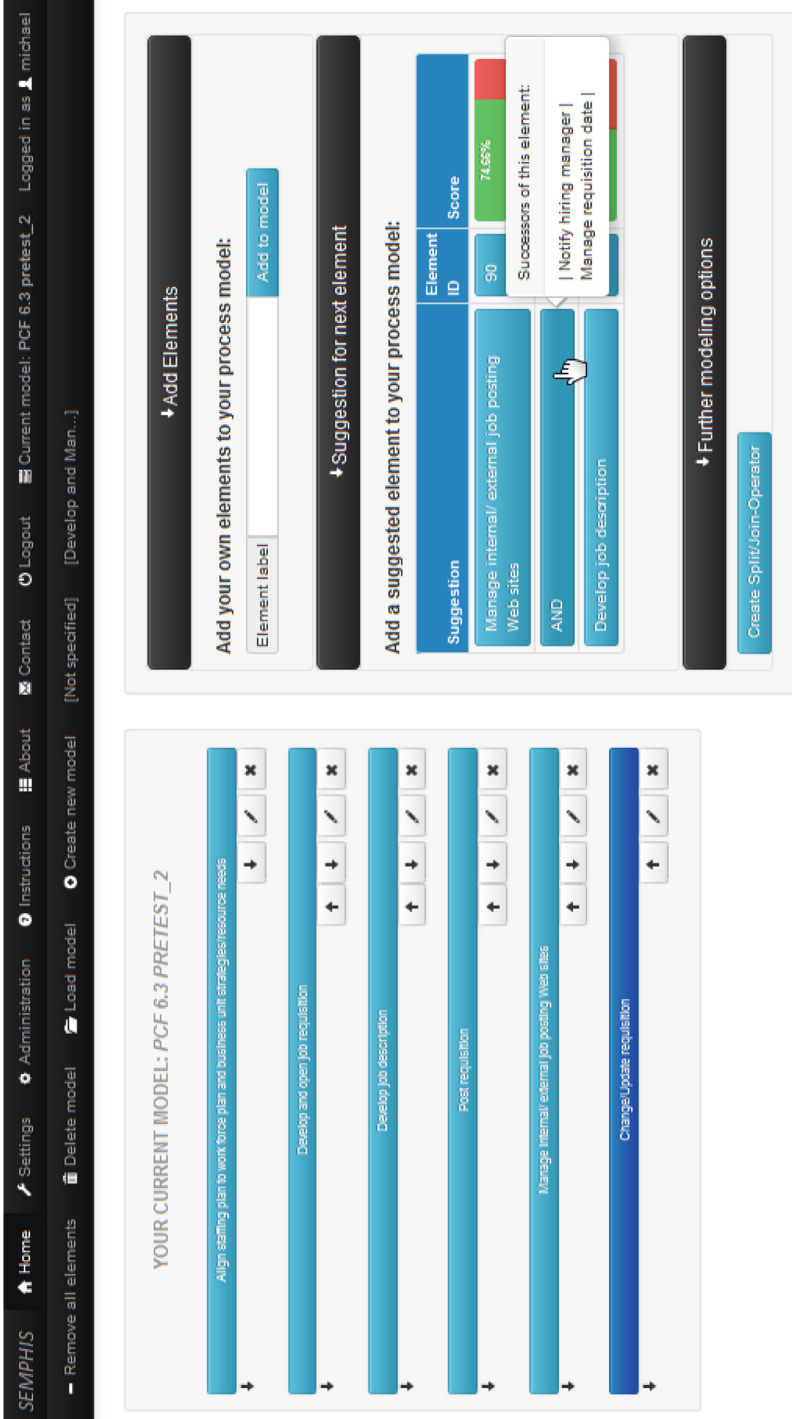 SEMPHIS Home Settings Administration Instructions About Contact Logout Current model: PCF 6.3 pretest_2 Logged in as michael
Remove all elements Delete model Load model Create new model [Not specified] [Develop and Man...]
YOUR CURRENT MODEL: PCF 6.3 PRETEST_2
Align staffing plan to work force plan and business unit strategies/resource needs
Develop and open job requisition
Develop job description
Post requisition
Manage internal/ external job posting Web sites
Change/Update requisition
Add Elements
Add your own elements to your process model:
Element label Add to model
Suggestion for next element
Add a suggested element to your process model:
Suggestion Element ID Score
Manage internal/ external job posting Web sites 90 74.66%
AND
Develop job description
Successors of this element:
| Notify hiring manager |
Manage requisition date |
Further modeling options
Create Split/Join-Operator